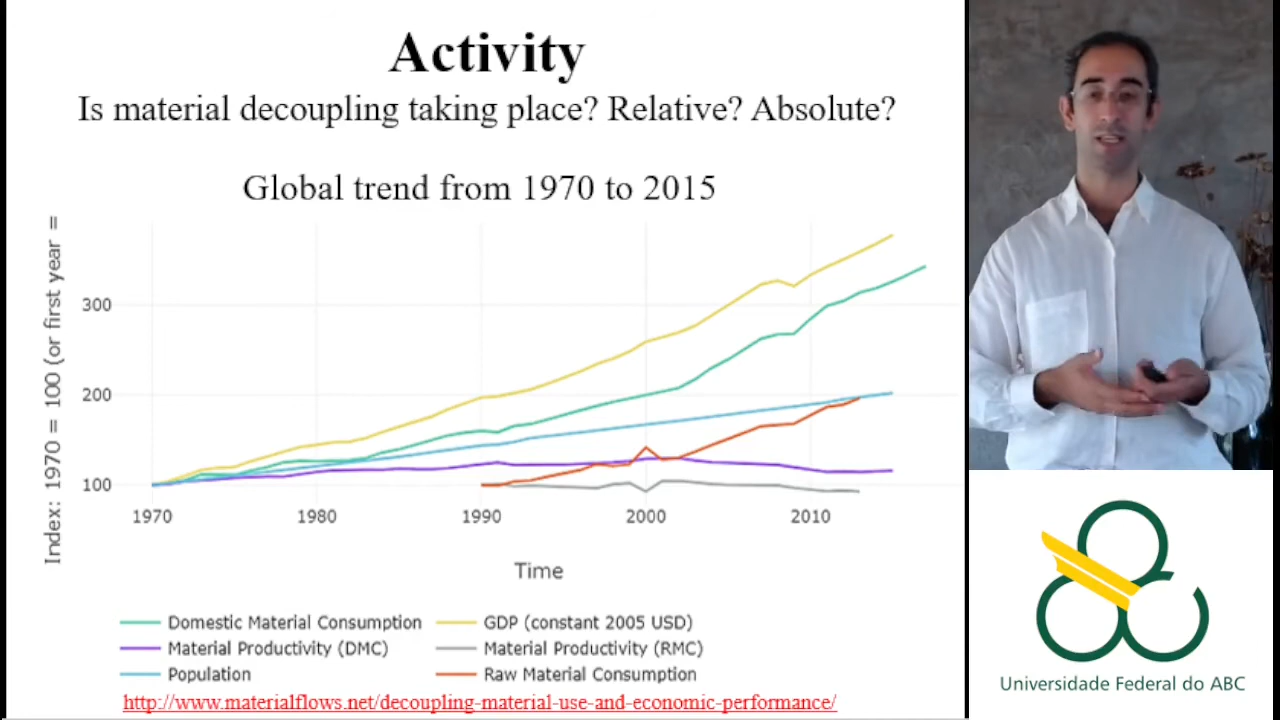 Activity
Is material decoupling taking place? Relative? Absolute?
Global trend from 1970 to 2015
Index: 1970 = 100 (or first year =
300
200
100
1970 1980 1990 2000 2010
Time
Domestic Material Consumption GDP (constant 2005 USD)
Material Productivity (DMC) Material Productivity (RMC)
Population Raw Material Consumption
http://www.materialflows.net/decoupling-material-use-and-economic-performance/
Universidade Federal do ABC